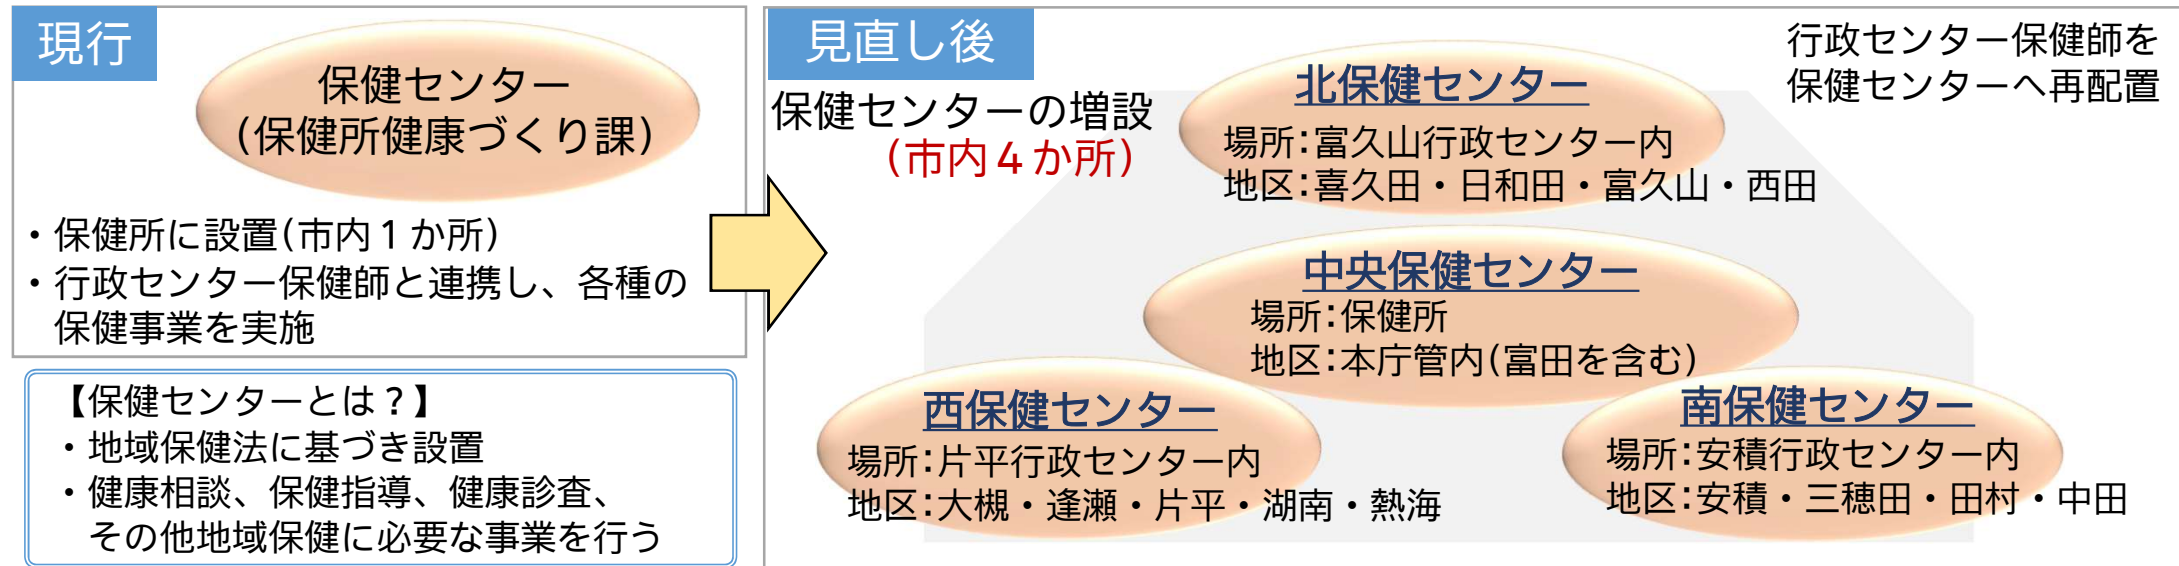 現行
保健センター
(保健所健康づくり課)
・保健所に設置(市内１か所)
・行政センター保健師と連携し、各種の
保健事業を実施
【保健センターとは？】
・地域保健法に基づき設置
・健康相談、保健指導、健康診査、
その他地域保健に必要な事業を行う
見直し後
保健センターの増設
(市内４か所)
行政センター保健師を
保健センターへ再配置
北保健センター
場所:富久山行政センター内
地区:喜久田・日和田・富久山・西田
中央保健センター
場所:保健所
地区:本庁管内(富田を含む)
西保健センター
場所:片平行政センター内
地区:大槻・逢瀬・片平・湖南・熱海
南保健センター
場所:安積行政センター内
地区:安積・三穂田・田村・中田